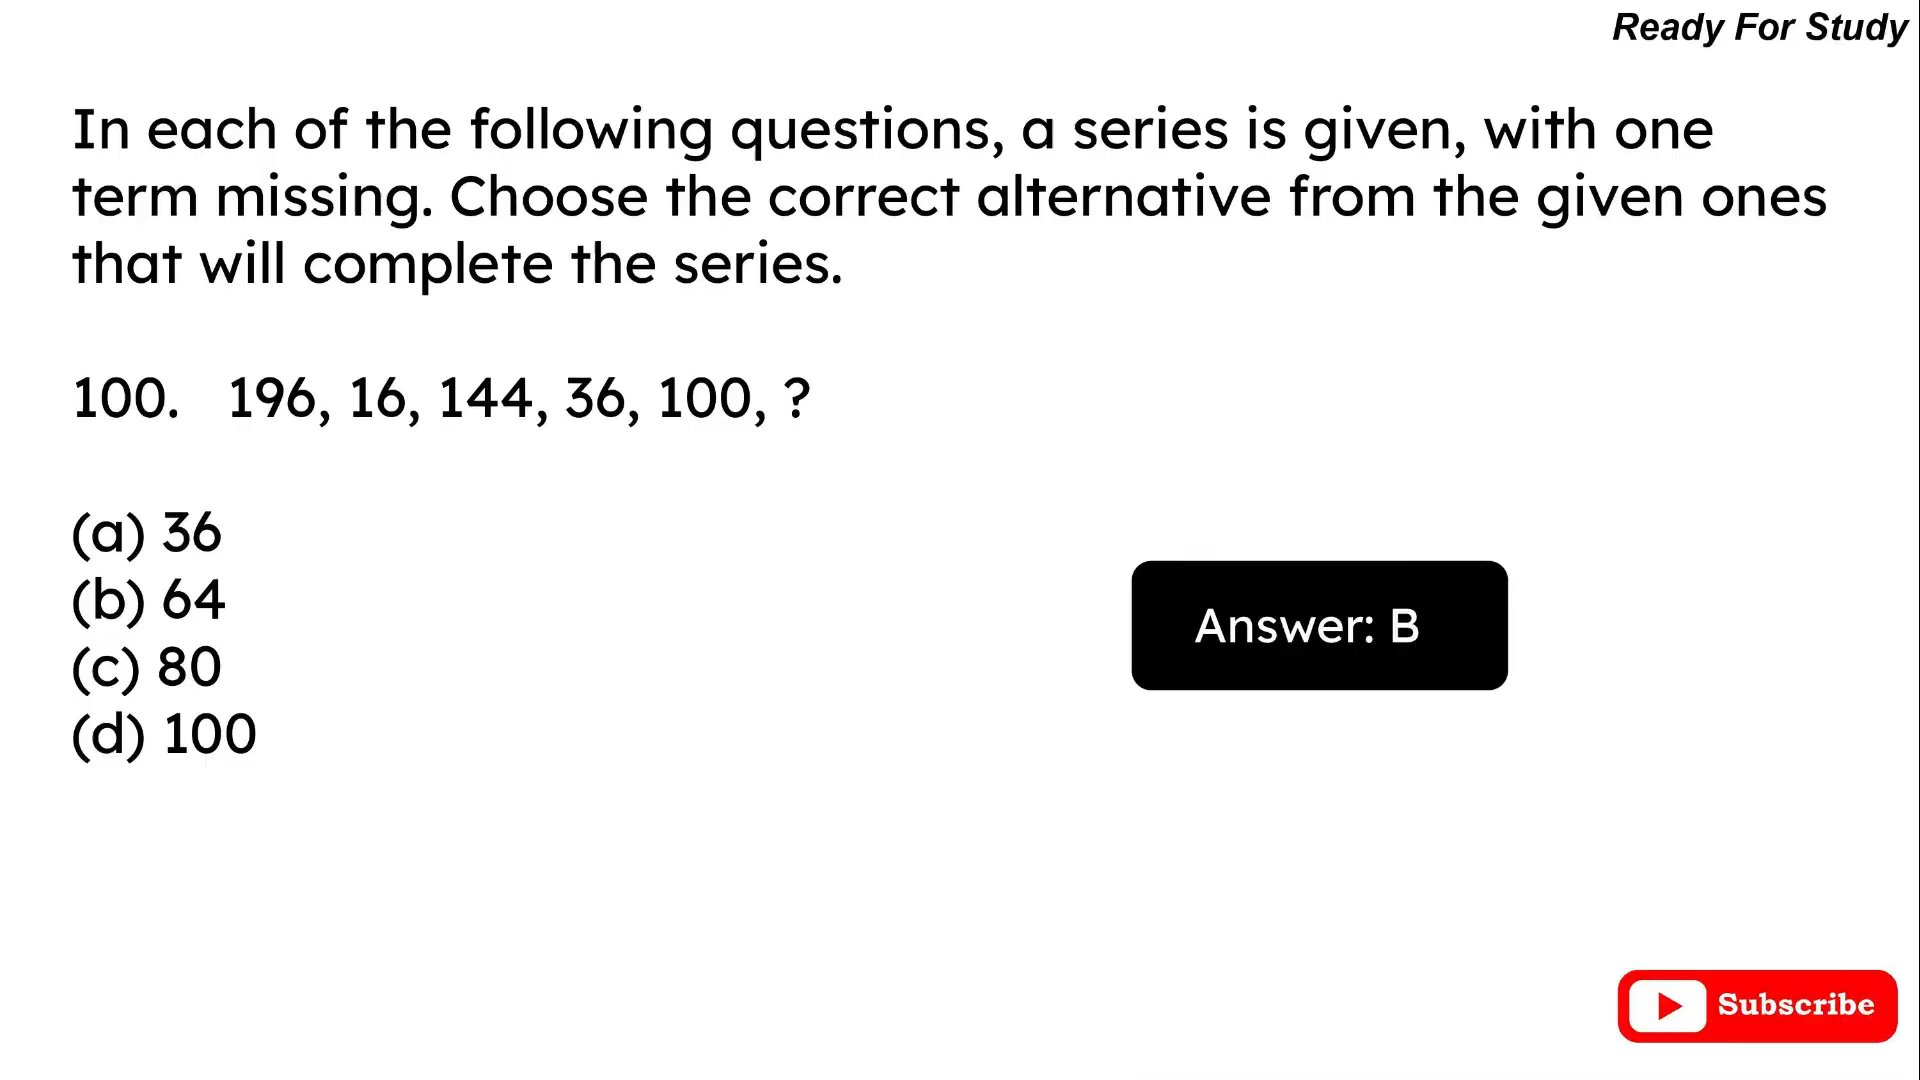 Ready For Study
In each of the following questions, a series is given, with one
term missing. Choose the correct alternative from the given ones
that will complete the series.
100. 196, 16, 144, 36, 100, ?
(a) 36
(b) 64
(c) 80
(d) 100
Answer: B
Subscribe